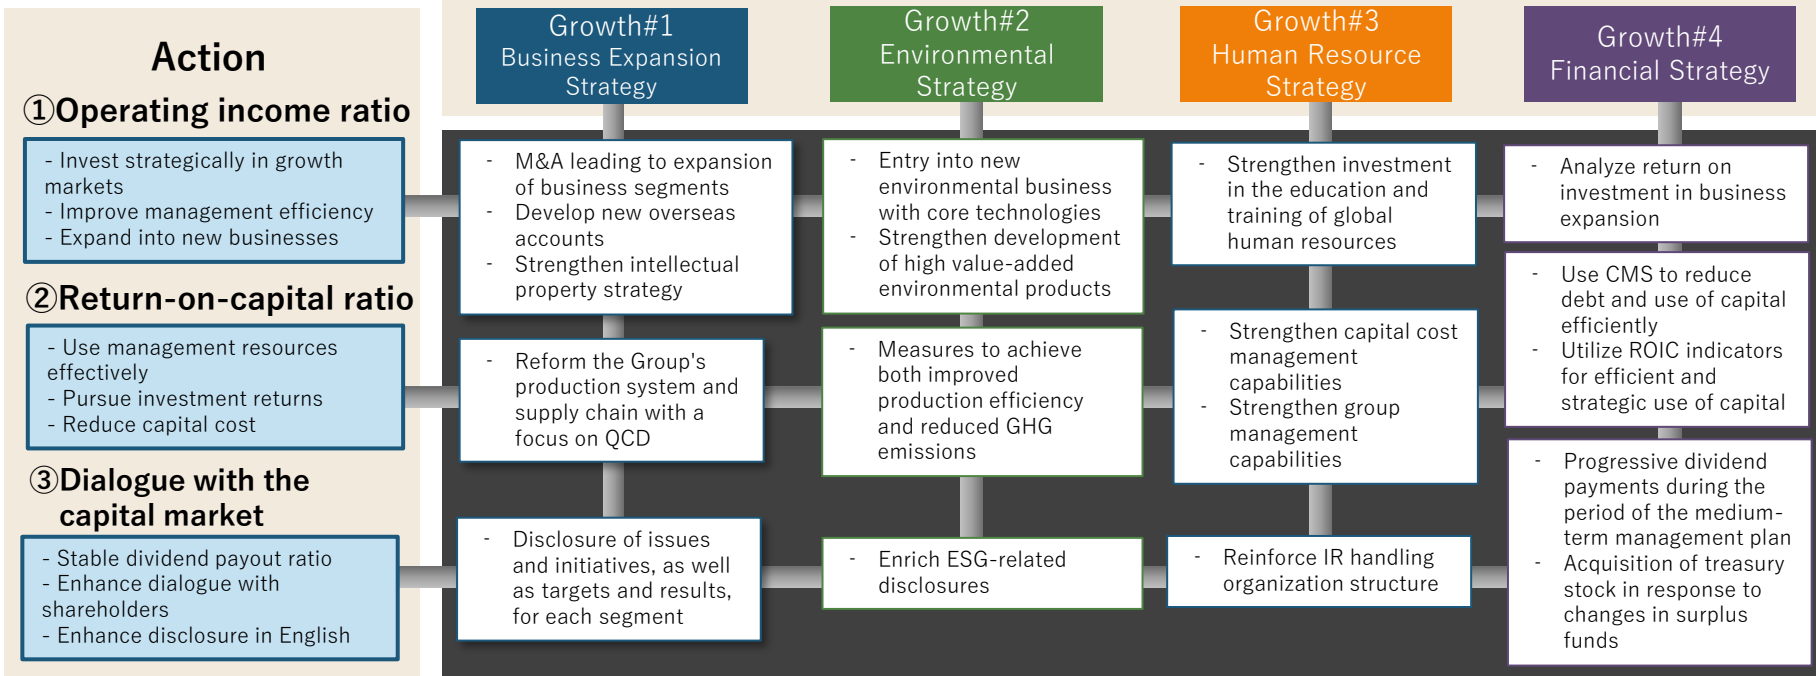 Action
①Operating income ratio
- Invest strategically in growth
markets
- Improve management efficiency
- Expand into new businesses
②Return-on-capital ratio
- Use management resources
effectively
- Pursue investment returns
- Reduce capital cost
③Dialogue with the
capital market
- Stable dividend payout ratio
- Enhance dialogue with
shareholders
- Enhance disclosure in English
Growth#1
Business Expansion
Strategy
- M&A leading to expansion
of business segments
- Develop new overseas
accounts
- Strengthen intellectual
property strategy
- Reform the Group's
production system and
supply chain with a
focus on QCD
- Disclosure of issues
and initiatives, as well
as targets and results,
for each segment
Growth#2
Environmental
Strategy
- Entry into new
environmental business
with core technologies
- Strengthen development
of high value-added
environmental products
- Measures to achieve
both improved
production efficiency
and reduced GHG
emissions
- Enrich ESG-related
disclosures
Growth#3
Human Resource
Strategy
- Strengthen investment
in the education and
training of global
human resources
- Strengthen capital cost
management
capabilities
- Strengthen group
management
capabilities
- Reinforce IR handling
organization structure
Growth#4
Financial Strategy
- Analyze return on
investment in business
expansion
- Use CMS to reduce
debt and use of capital
efficiently
- Utilize ROIC indicators
for efficient and
strategic use of capital
- Progressive dividend
payments during the
period of the medium-
term management plan
- Acquisition of treasury
stock in response to
changes in surplus
funds